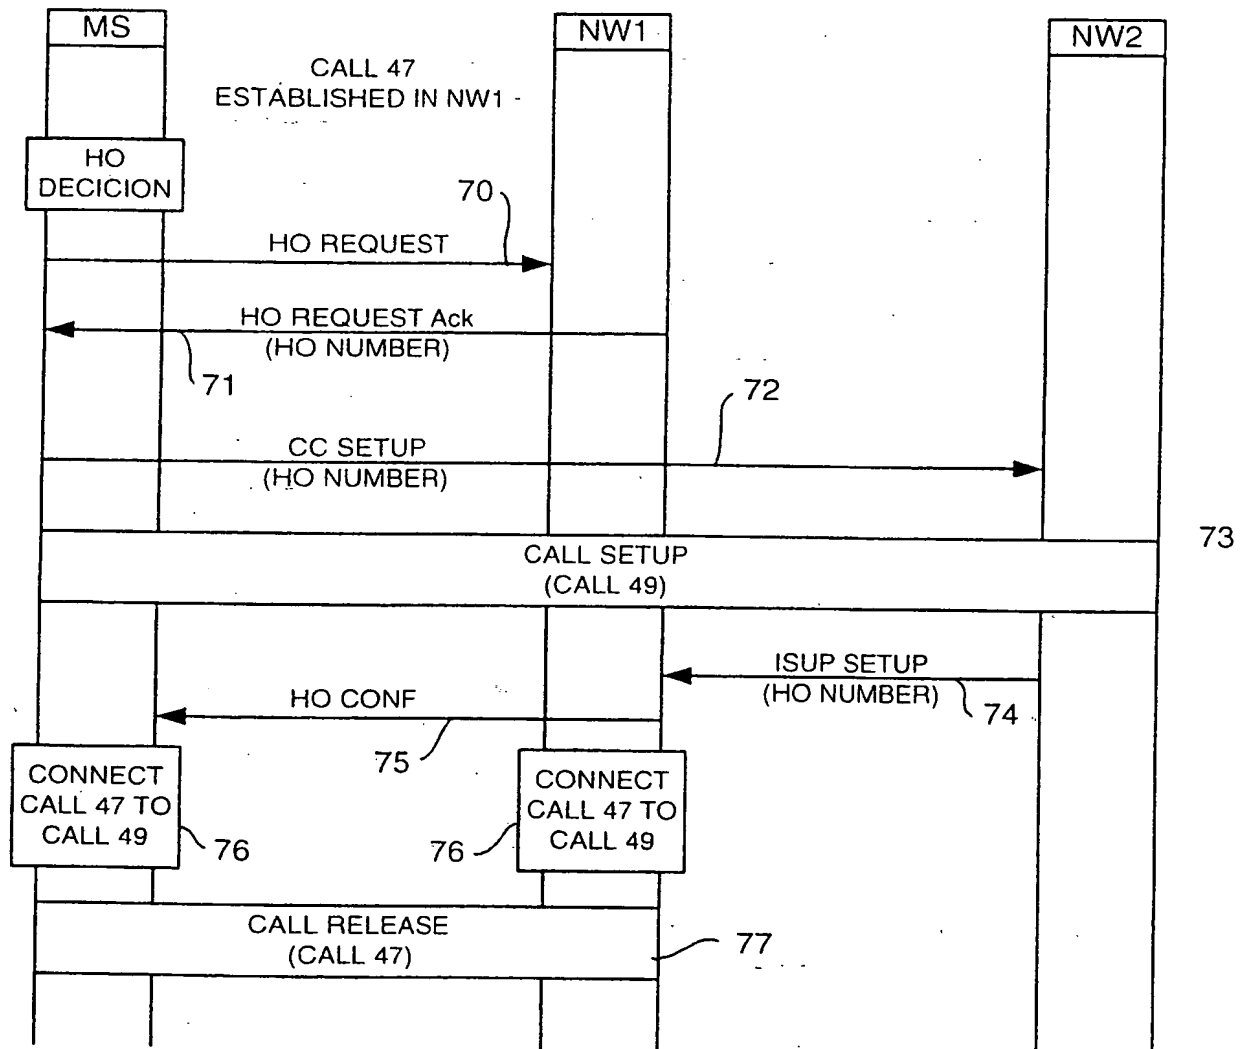 MS
NW1
NW2
CALL 47
ESTABLISHED IN NW1
HO
DECICION
70
HO REQUEST
HO REQUEST Ack
(HO NUMBER)
71
72
CC SETUP
(HO NUMBER)
73
CALL SETUP
(CALL 49)
ISUP SETUP
(HO NUMBER)
74
HO CONF
75
CONNECT
CALL 47 TO
CALL 49
76
76
CONNECT
CALL 47 TO
CALL 49
CALL RELEASE
(CALL 47)
77